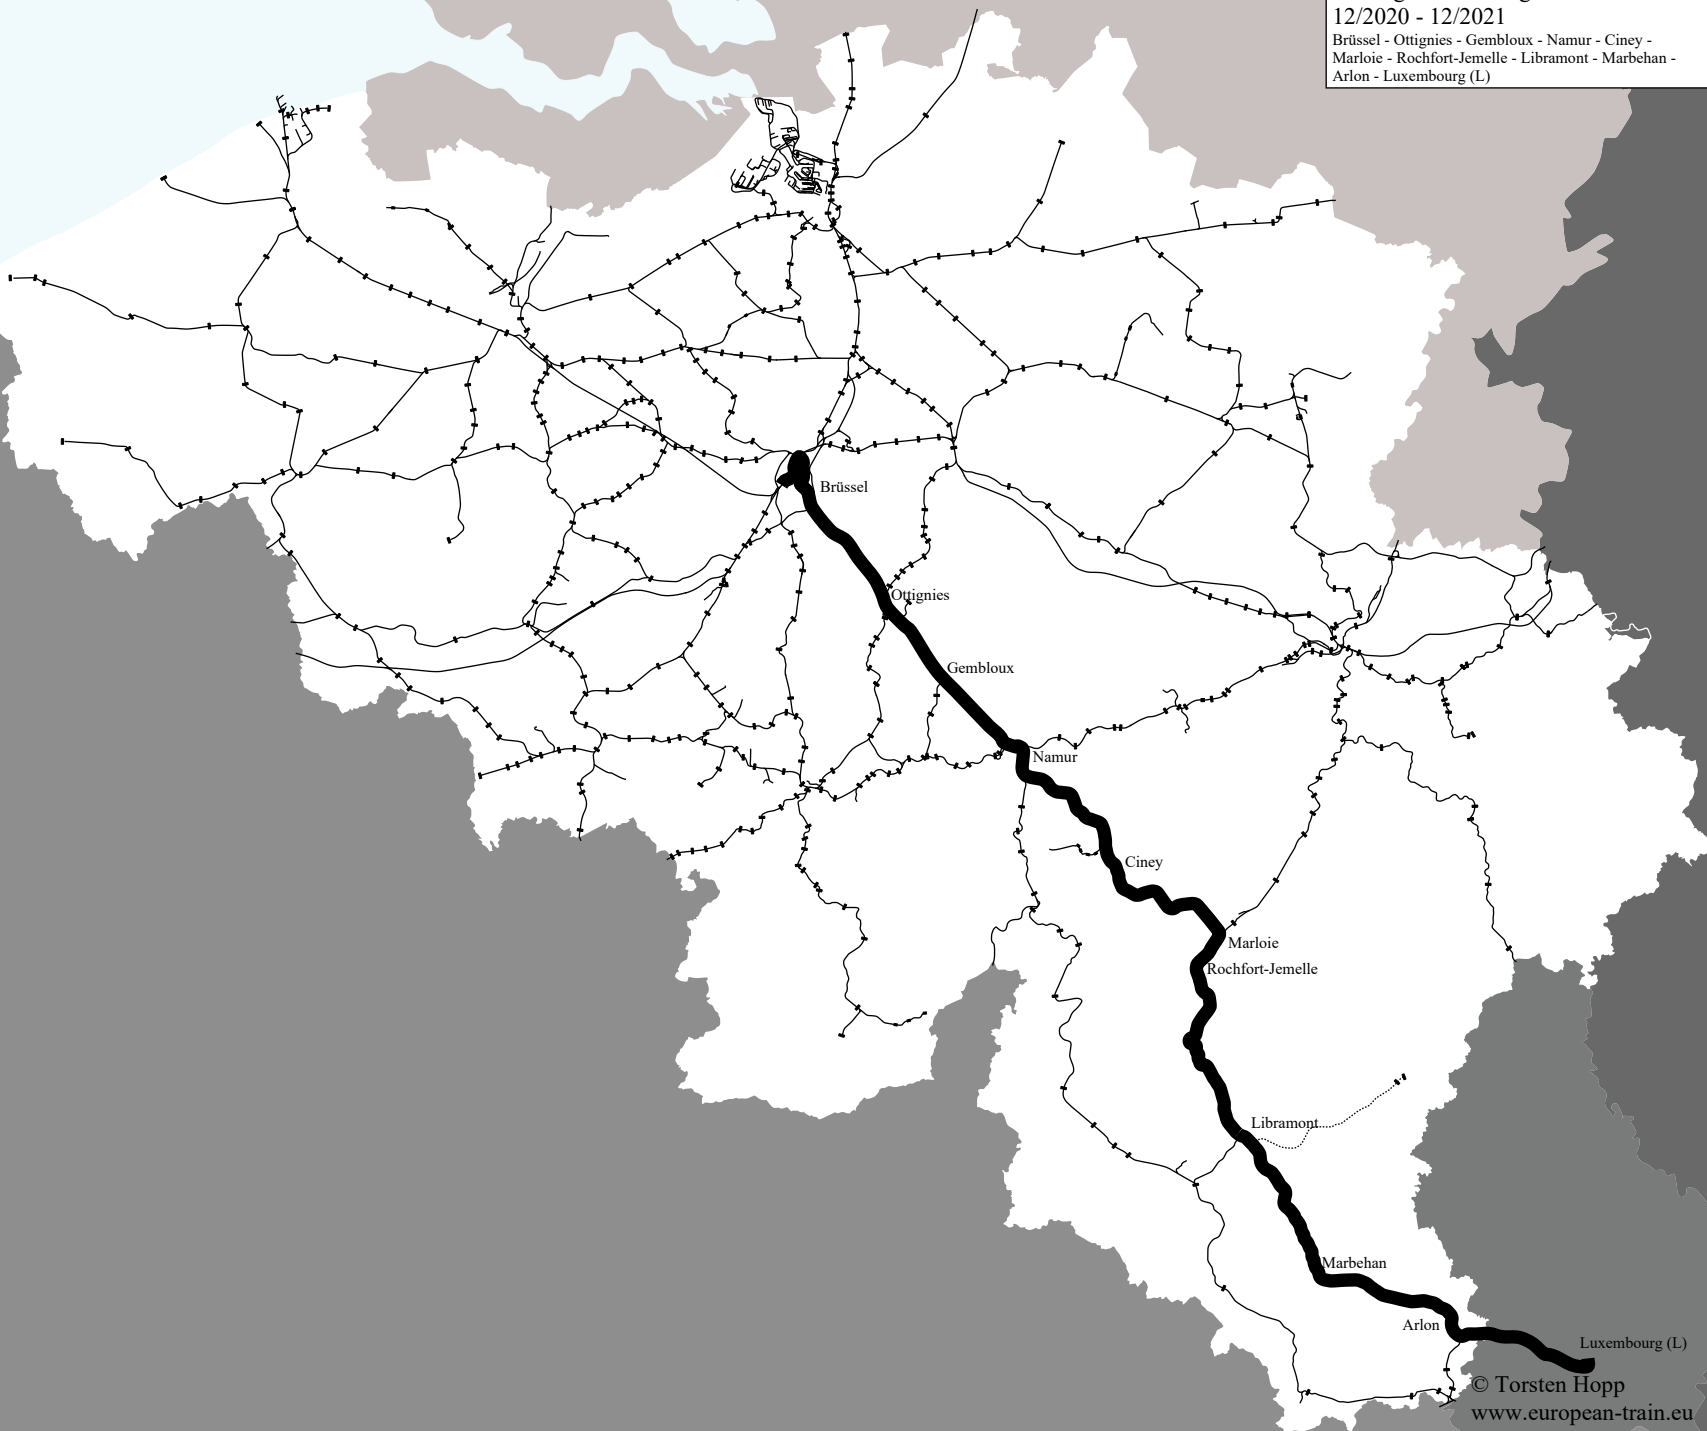 12/2020 - 12/2021
Brüssel - Ottignies - Gembloux - Namur - Ciney -
Marloie - Rochfort-Jemelle - Libramont - Marbehan -
Arlon - Luxembourg (L)
Brüssel
Ottignies
Gembloux
Namur
Ciney
Marloie
Rochfort-Jemelle
Libramont
Marbehan
Arlon
Luxembourg (L)
© Torsten Hopp
www.european-train.eu